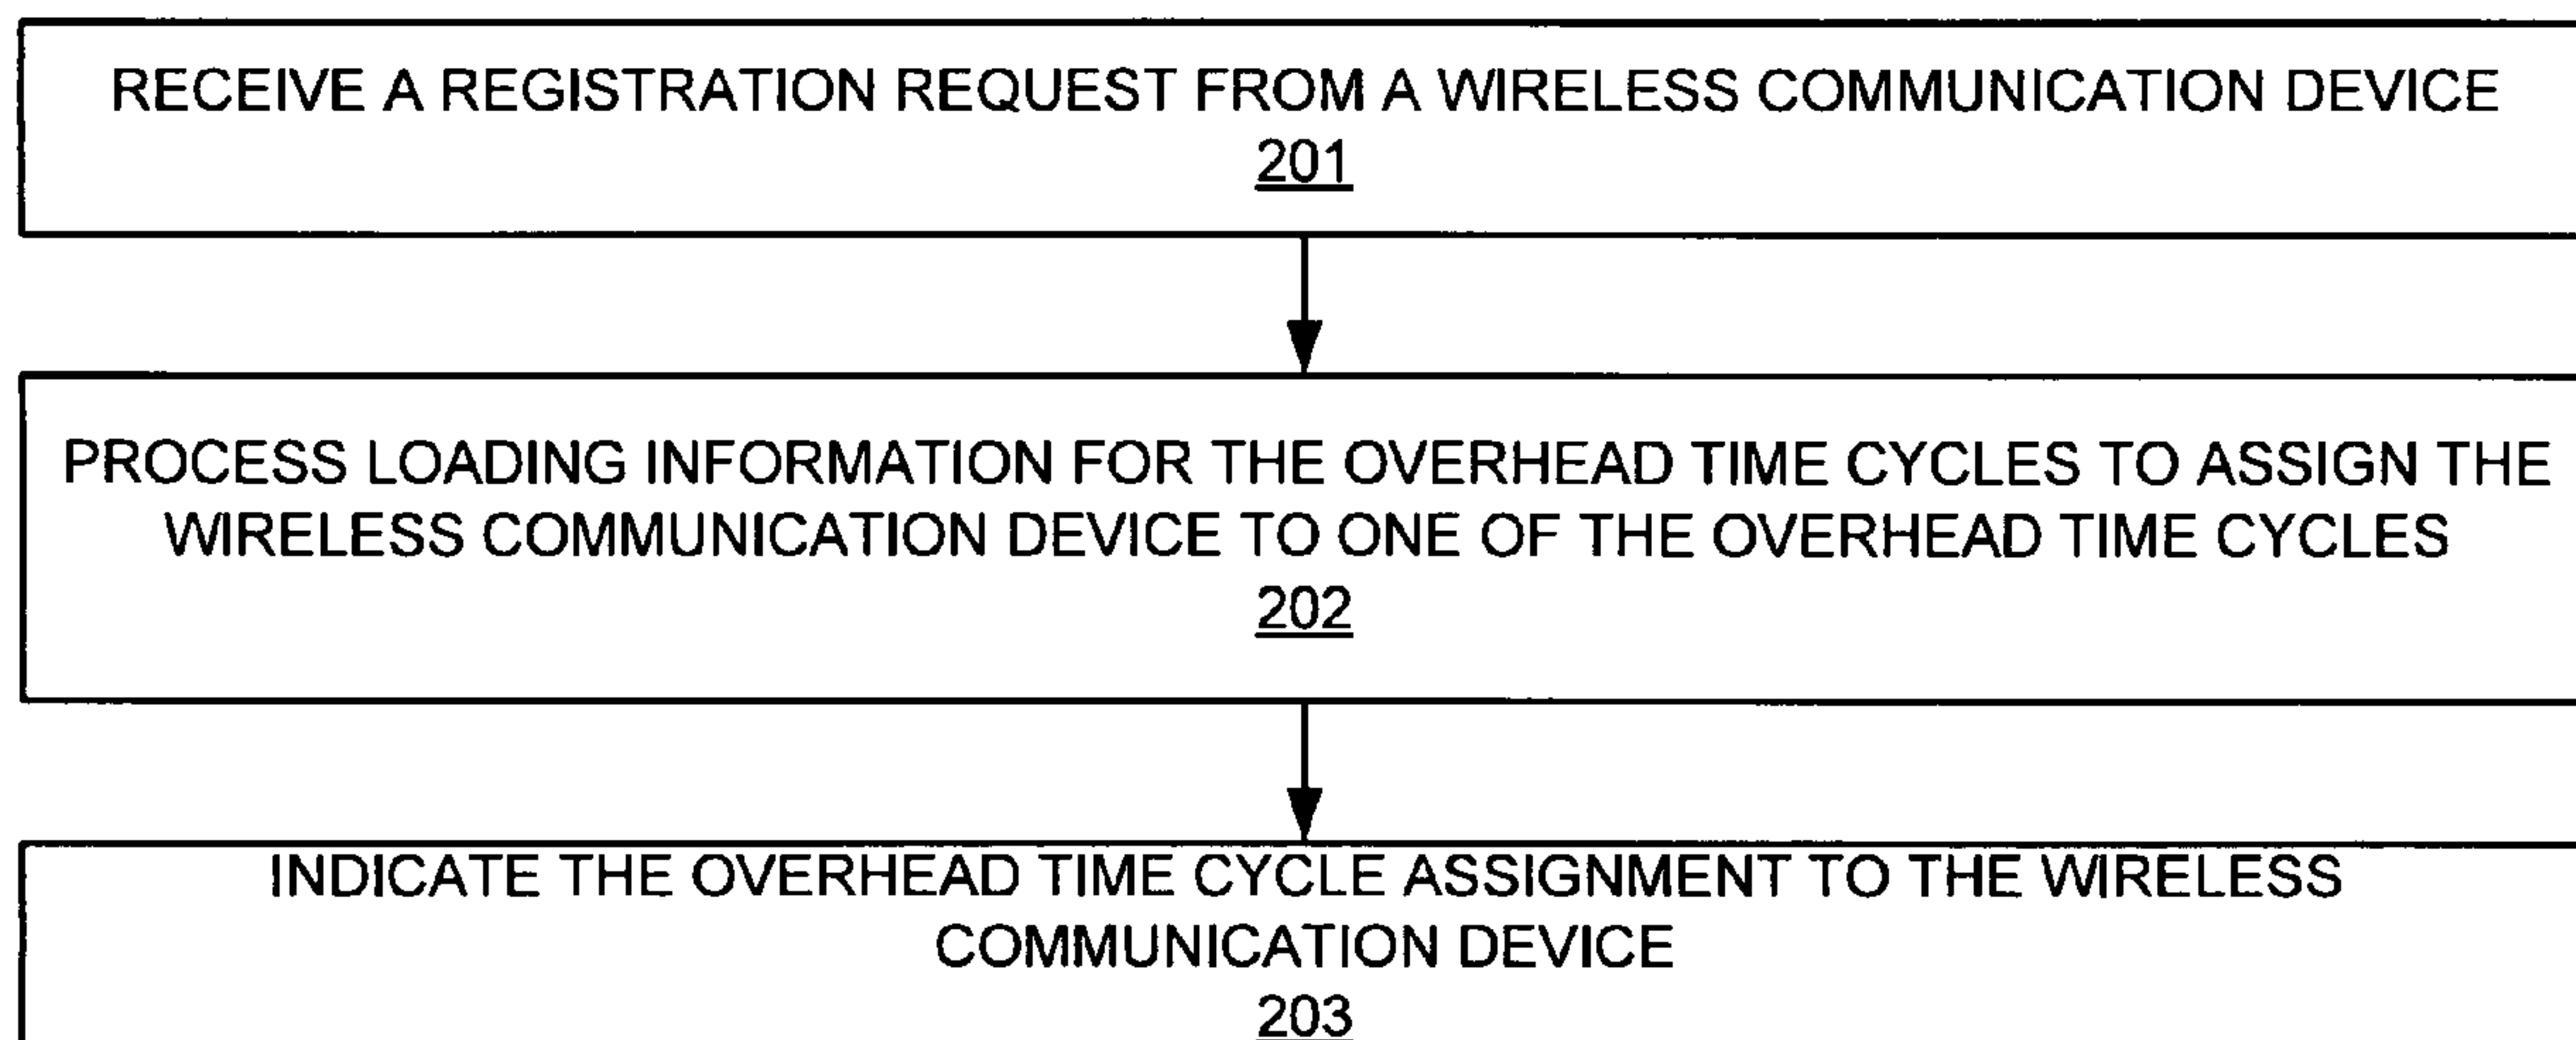 RECEIVE A REGISTRATION REQUEST FROM A WIRELESS COMMUNICATION DEVICE
201
PROCESS LOADING INFORMATION FOR THE OVERHEAD TIME CYCLES TO ASSIGN THE
WIRELESS COMMUNICATION DEVICE TO ONE OF THE OVERHEAD TIME CYCLES
202
INDICATE THE OVERHEAD TIME CYCLE ASSIGNMENT TO THE WIRELESS
COMMUNICATION DEVICE
203